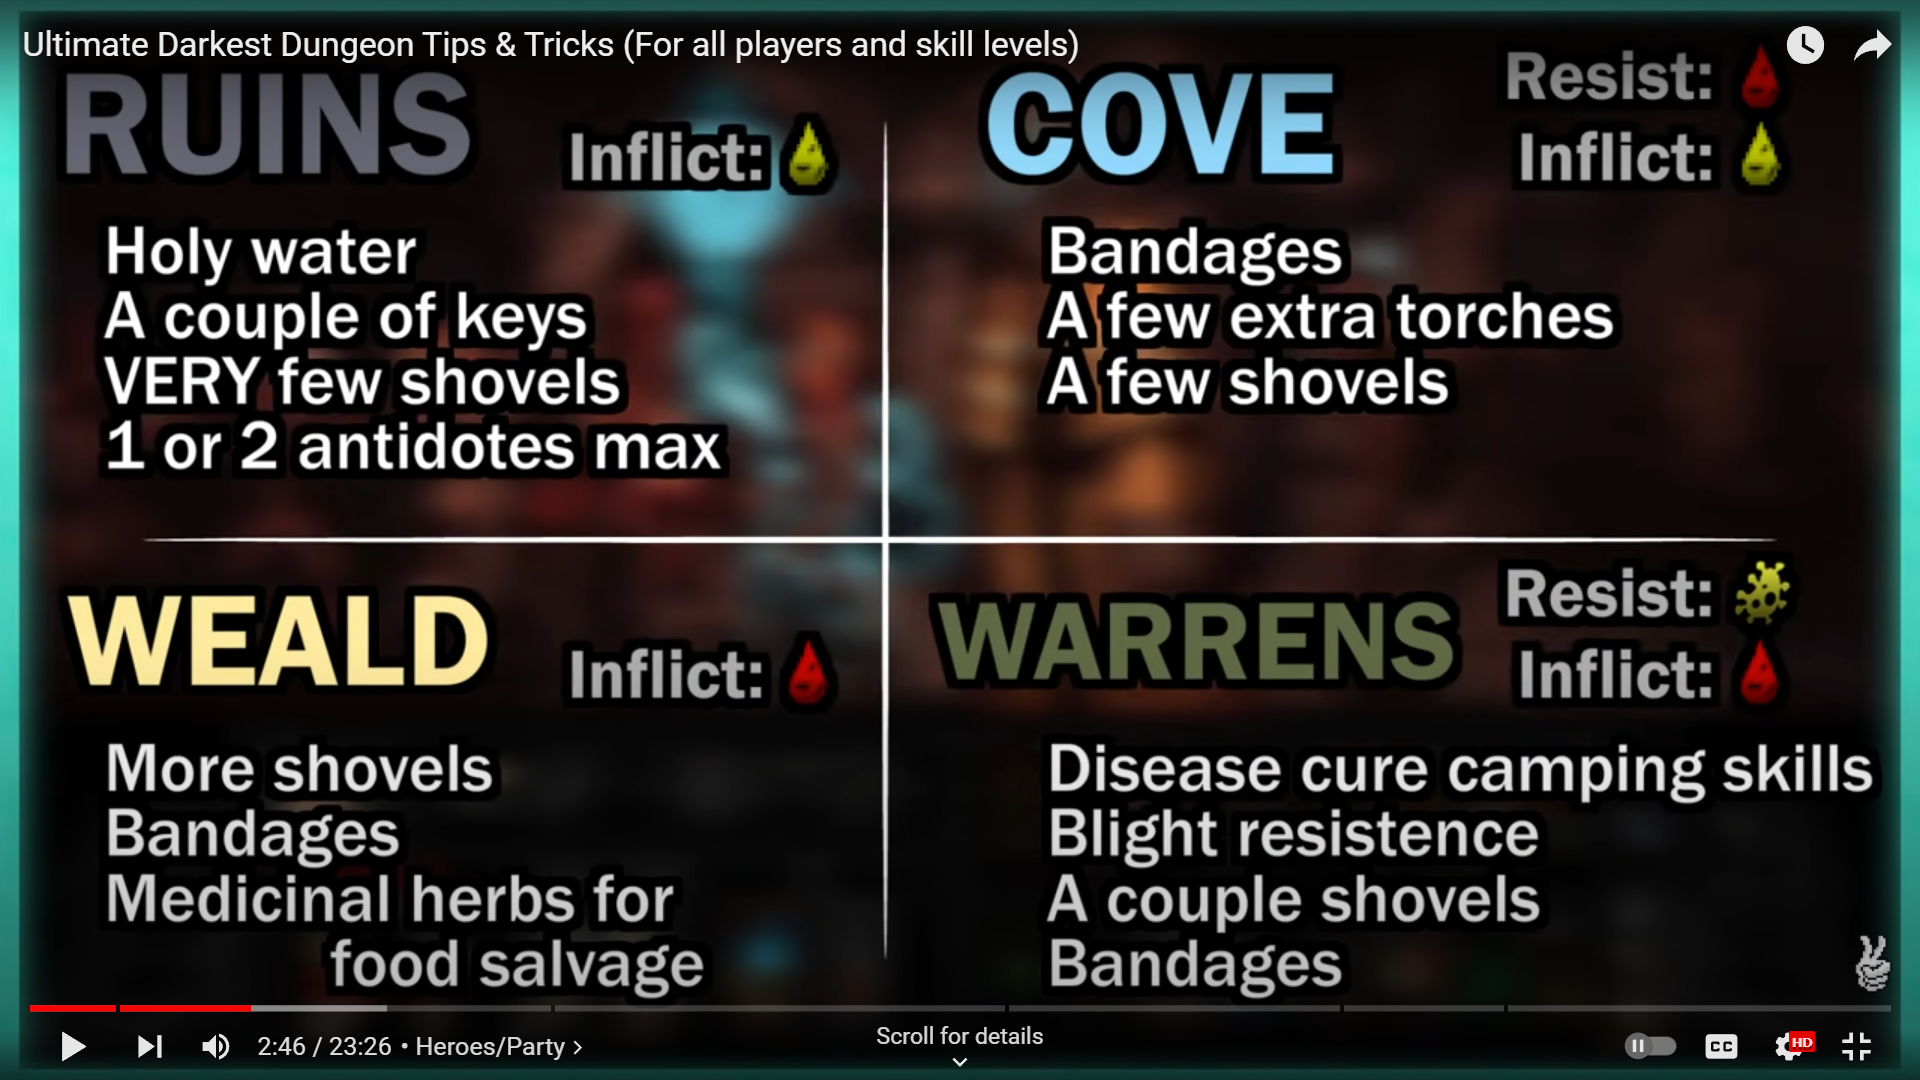 Ultimate Darkest Dungeon Tips & Tricks (For all players and skill levels)
RUINS
Inflict:
Holy water
A couple of keys
VERY few shovels
1 or 2 antidotes max
COVE
Resist:
Inflict:
Bandages
A few extra torches
A few shovels
WEALD
Inflict:
More shovels
Bandages
Medicinal herbs for
food salvage
WARRENS
Resist:
Inflict:
Disease cure camping skills
Blight resistence
A couple shovels
Bandages
2:46 / 23:26 • Heroes/Party
Scroll for details
CC
HD